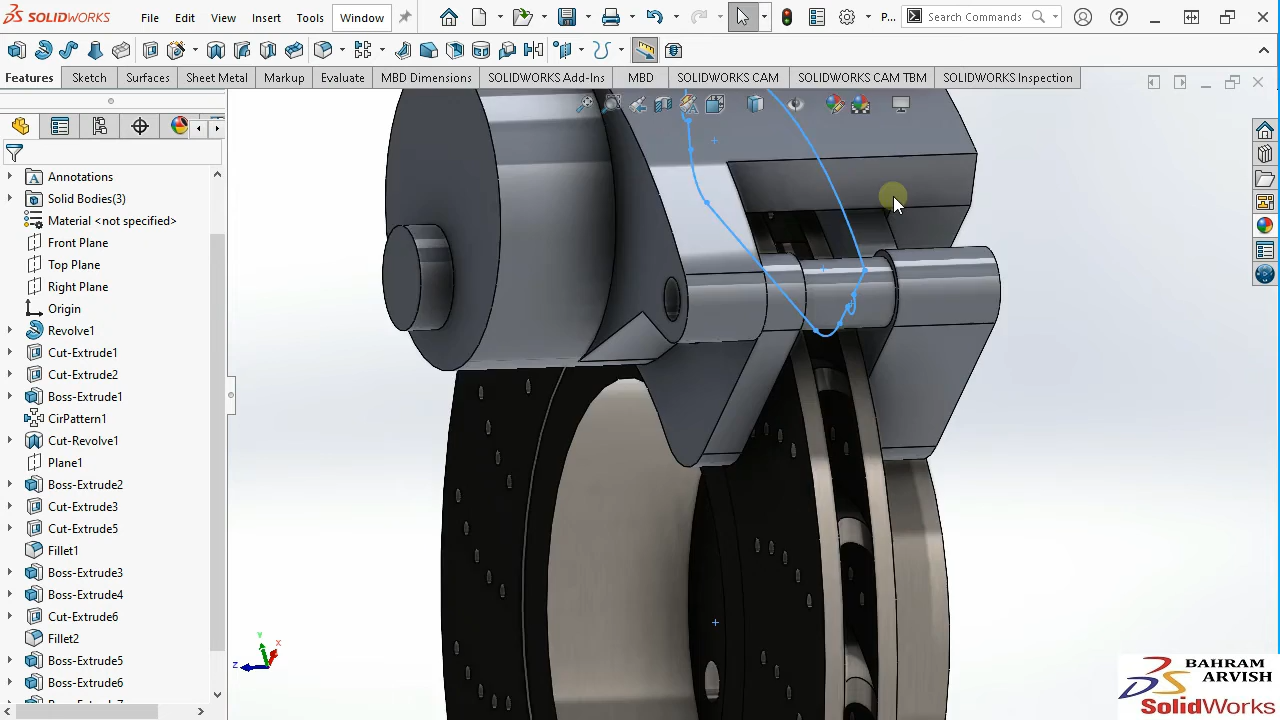 SOLIDWORKS File Edit View Insert Tools Window P... Search Commands
Features Sketch Surfaces Sheet Metal Markup Evaluate MBD Dimensions SOLIDWORKS Add-Ins MBD SOLIDWORKS CAM SOLIDWORKS CAM TBM SOLIDWORKS Inspection
Annotations
Solid Bodies(3)
Material <not specified>
Front Plane
Top Plane
Right Plane
Origin
Revolve1
Cut-Extrude1
Cut-Extrude2
Boss-Extrude1
CirPattern1
Cut-Revolve1
Plane1
Boss-Extrude2
Cut-Extrude3
Cut-Extrude5
Fillet1
Boss-Extrude3
Boss-Extrude4
Cut-Extrude6
Fillet2
Boss-Extrude5
Boss-Extrude6
Y
X
Z
BAHRAM
ARVISH
SolidWorks